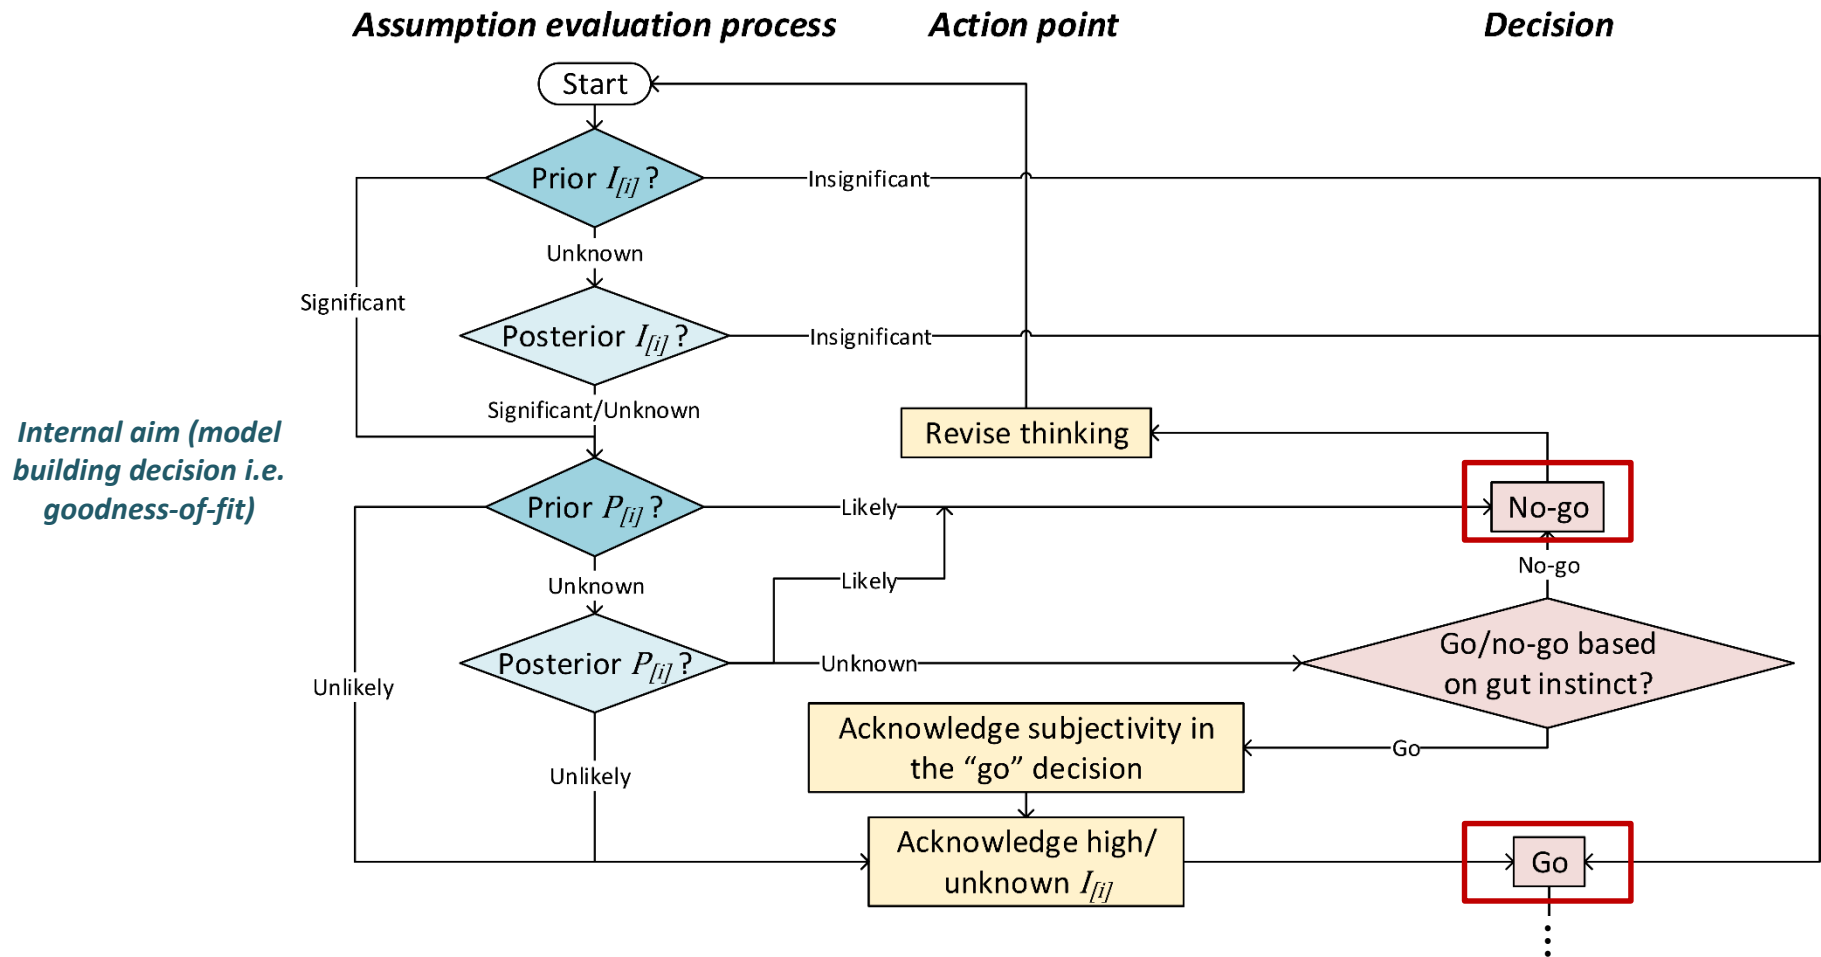 Assumption evaluation process
Action point
Decision
Start
Prior I[i] ?
Insignificant
Unknown
Significant
Posterior I[i] ?
Insignificant
Significant/Unknown
Internal aim (model
building decision i.e.
goodness-of-fit)
Revise thinking
Prior P[i] ?
Likely
No-go
Unknown
Likely
No-go
Posterior P[i] ?
Unknown
Go/no-go based
on gut instinct?
Unlikely
Acknowledge subjectivity in
the “go” decision
Go
Unlikely
Acknowledge high/
unknown I[i]
Go